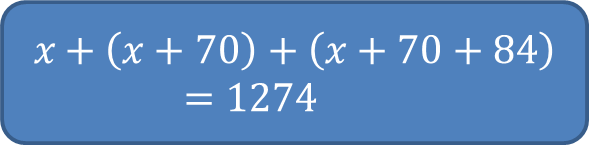 x + (x + 70) + (x + 70 + 84)
= 1274